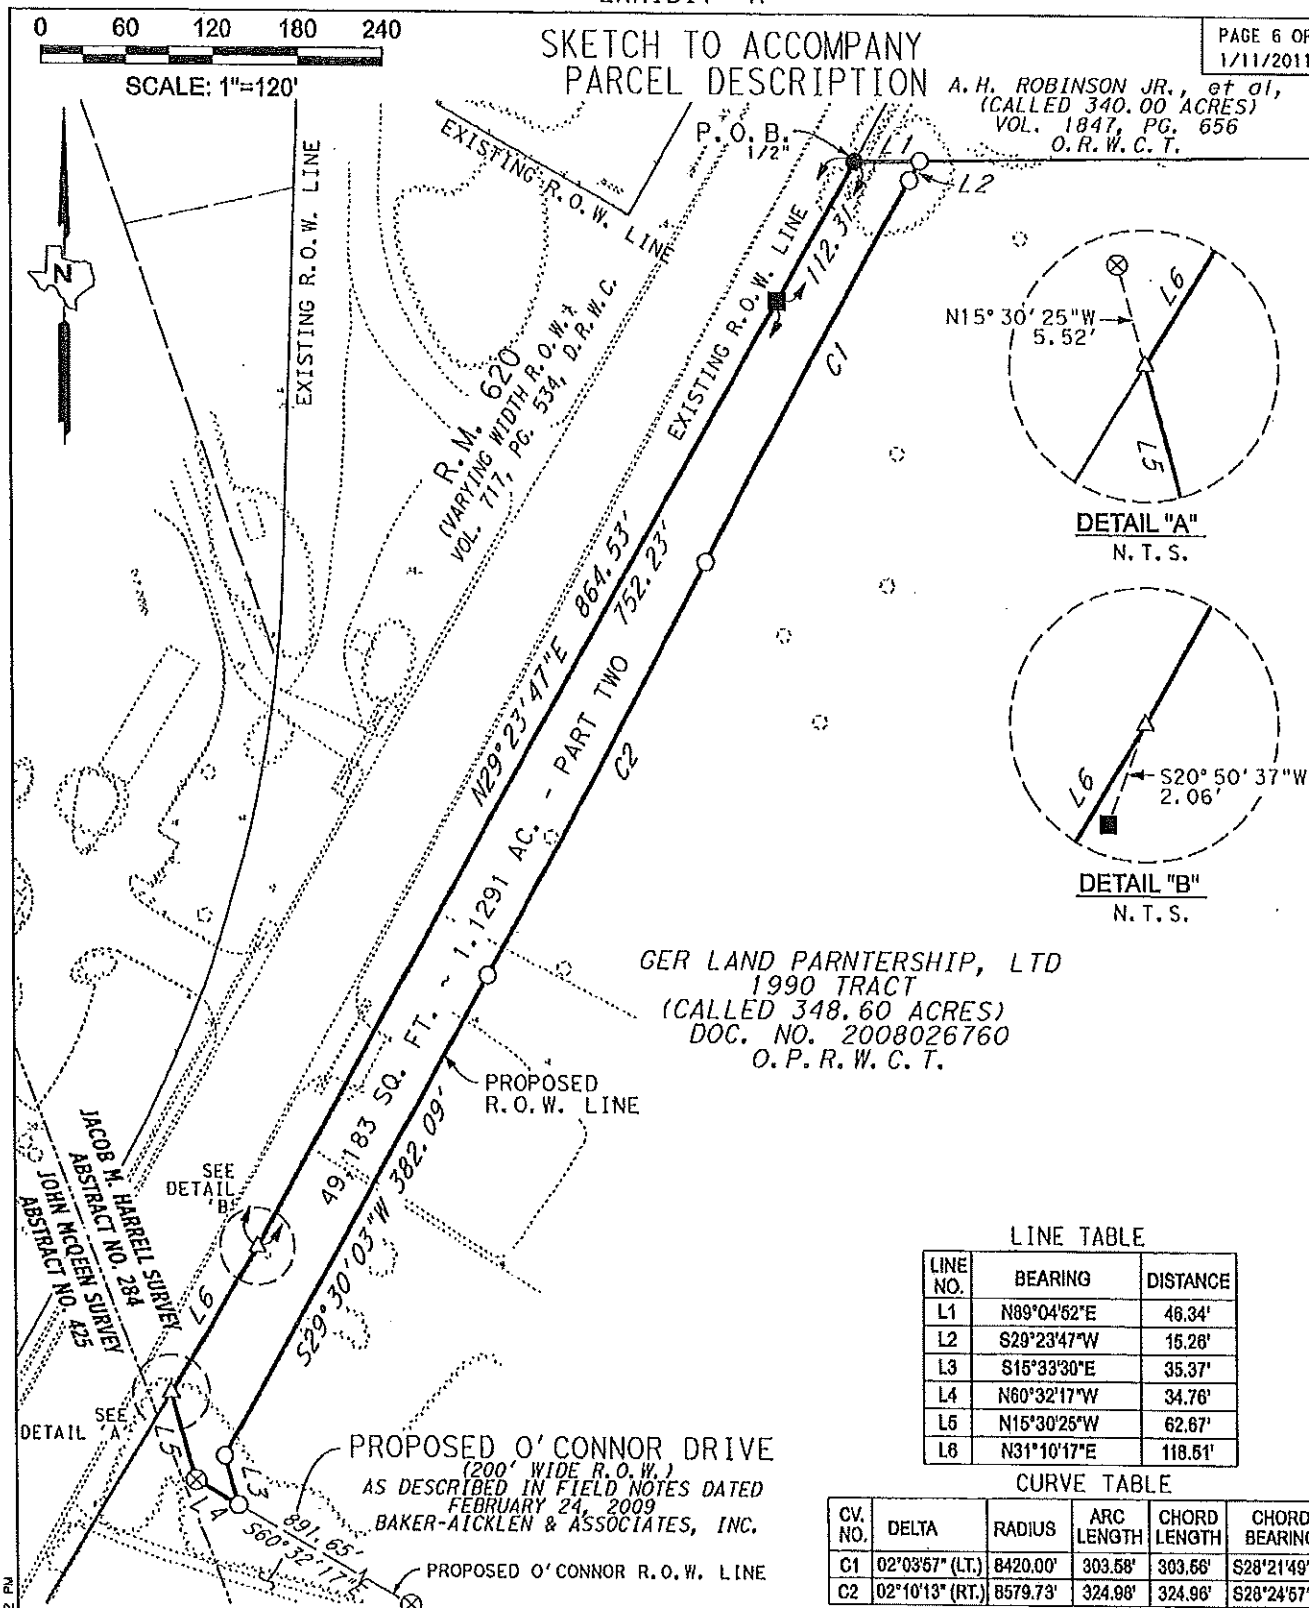 0 60 120 180 240
SCALE: 1"=120'
SKETCH TO ACCOMPANY
PARCEL DESCRIPTION
PAGE 6 OF
1/11/2011
A. H. ROBINSON JR., et al,
(CALLED 340.00 ACRES)
VOL. 1847, PG. 656
O. R. W. C. T.
P. O. B.
1/2"
L1
L2
EXISTING R. O. W. LINE
EXISTING R. O. W. LINE
N
R. M. 620
(VARYING WIDTH R. O. W. )
VOL. 717, PG. 534, D. R. W. C.
EXISTING R. O. W. LINE
112.31
C1
N15°30'25"W
5.52'
L6
L5
DETAIL "A"
N. T. S.
N29°23'47"E 864.53'
752.23'
49,183 SQ. FT. ~ 1.1291 AC. - PART TWO
C2
L6
S20°50'37"W
2.06'
DETAIL "B"
N. T. S.
GER LAND PARNTERSHIP, LTD
1990 TRACT
(CALLED 348.60 ACRES)
DOC. NO. 2008026760
O. P. R. W. C. T.
PROPOSED
R. O. W. LINE
S29°30'03"W 382.09'
SEE
DETAIL
"B"
JACOB M. HARRELL SURVEY
ABSTRACT NO. 284
JOHN McQEEN SURVEY
ABSTRACT NO. 425
L6
SEE
DETAIL "A"
L5
L4
L3
PROPOSED O'CONNOR DRIVE
(200' WIDE R. O. W. )
AS DESCRIBED IN FIELD NOTES DATED
FEBRUARY 24, 2009
BAKER-AICKLEN & ASSOCIATES, INC.
891.65'
S60°32'17"E
PROPOSED O'CONNOR R. O. W. LINE
LINE TABLE
LINE NO. BEARING DISTANCE
L1 N89°04'52"E 46.34'
L2 S29°23'47"W 15.26'
L3 S15°33'30"E 35.37'
L4 N60°32'17"W 34.76'
L5 N15°30'25"W 62.67'
L6 N31°10'17"E 118.51'
CURVE TABLE
CV. NO. DELTA RADIUS ARC LENGTH CHORD LENGTH CHORD BEARING
C1 02°03'57" (LT.) 8420.00' 303.58' 303.56' S28°21'49"
C2 02°10'13" (RT.) 8579.73' 324.98' 324.96' S28°24'57"